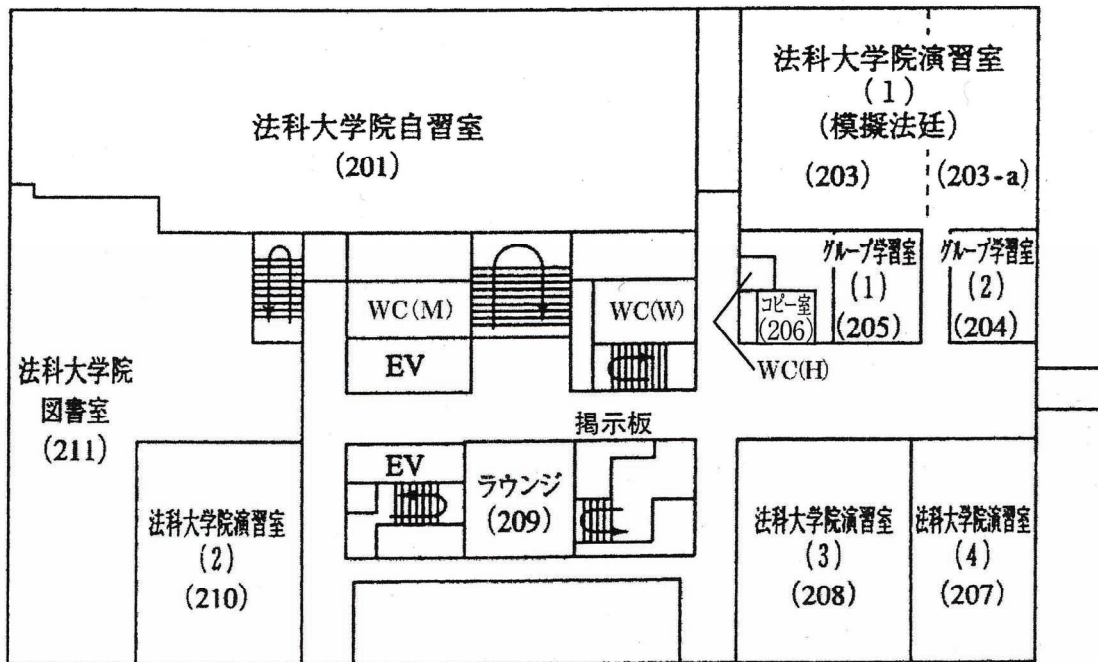 法科大学院自習室
(201)
法科大学院演習室
(1)
(模擬法廷)
(203)
(203-a)
グループ学習室
(1)
(205)
グループ学習室
(2)
(204)
コピー室
(206)
WC(H)
WC(M)
EV
WC(W)
法科大学院
図書室
(211)
掲示板
EV
ラウンジ
(209)
法科大学院演習室
(2)
(210)
法科大学院演習室
(3)
(208)
法科大学院演習室
(4)
(207)